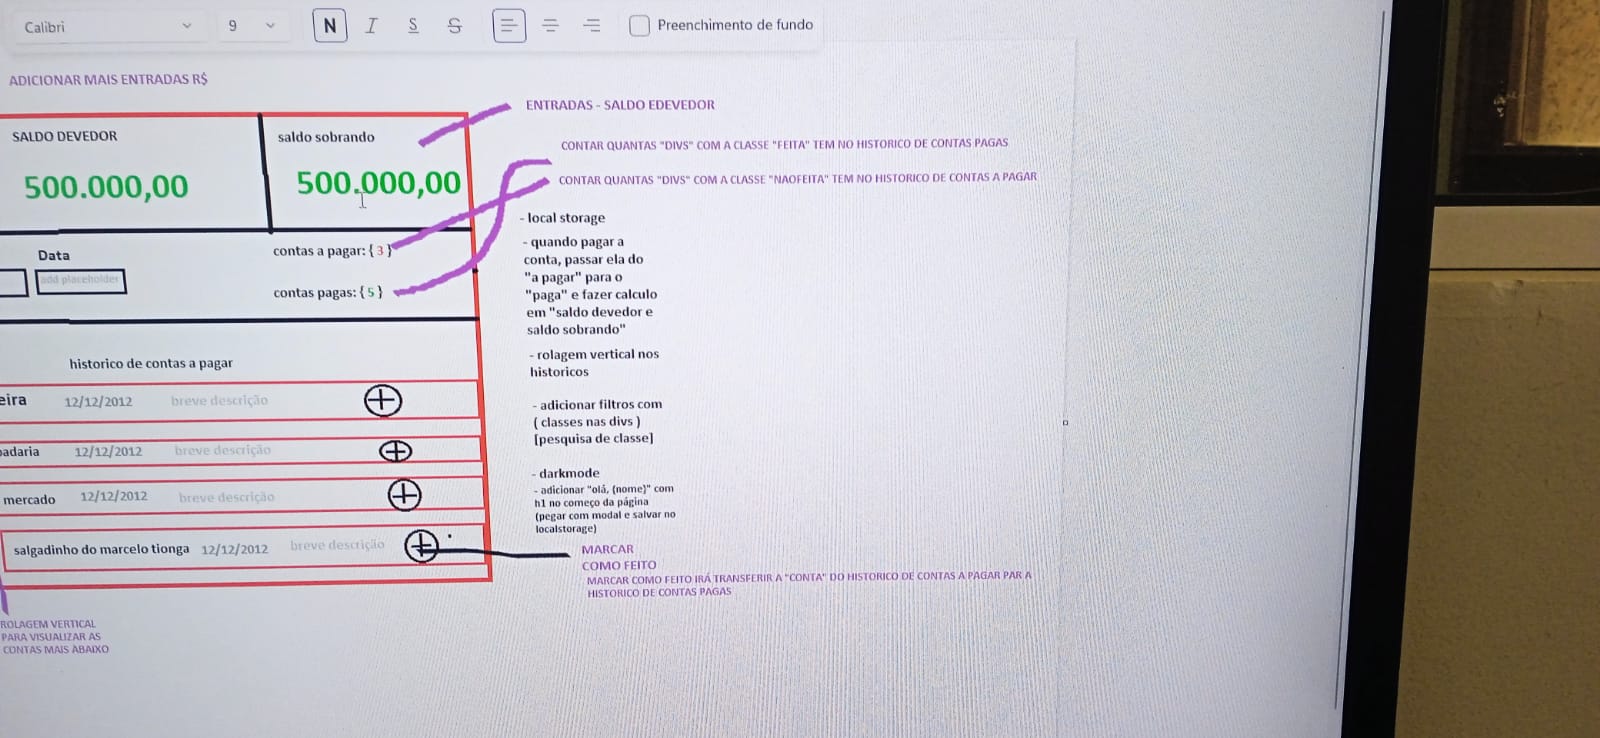 Calibri
9
N I S S
Preenchimento de fundo
ADICIONAR MAIS ENTRADAS R$
SALDO DEVEDOR
saldo sobrando
500.000,00
500.000,00
ENTRADAS - SALDO EDEVEDOR
CONTAR QUANTAS "DIVS" COM A CLASSE "FEITA" TEM NO HISTORICO DE CONTAS PAGAS
CONTAR QUANTAS "DIVS" COM A CLASSE "NAOFEITA" TEM NO HISTORICO DE CONTAS A PAGAR
Data
add placeholder
contas a pagar: { 3 }
contas pagas: { 5 }
- local storage
- quando pagar a
conta, passar ela do
"a pagar" para o
"paga" e fazer calculo
em "saldo devedor e
saldo sobrando"
- rolagem vertical nos
historicos
- adicionar filtros com
( classes nas divs )
[pesquisa de classe]
- darkmode
- adicionar "olá, {nome}" com
h1 no começo da página
(pegar com modal e salvar no
localstorage)
historico de contas a pagar
eira 12/12/2012 breve descrição
padaria 12/12/2012 breve descrição
mercado 12/12/2012 breve descrição
salgadinho do marcelo tionga 12/12/2012 breve descrição
MARCAR
COMO FEITO
MARCAR COMO FEITO IRÁ TRANSFERIR A "CONTA" DO HISTORICO DE CONTAS A PAGAR PAR A
HISTORICO DE CONTAS PAGAS
ROLAGEM VERTICAL
PARA VISUALIZAR AS
CONTAS MAIS ABAIXO